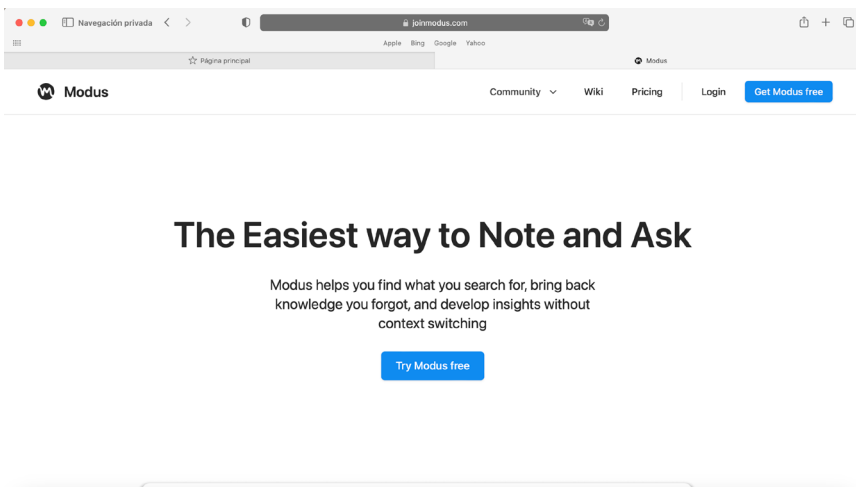 Navegación privada
joinmodus.com
Apple Bing Google Yahoo
Página principal
Modus
Modus
Community Wiki Pricing Login Get Modus free
The Easiest way to Note and Ask
Modus helps you find what you search for, bring back
knowledge you forgot, and develop insights without
context switching
Try Modus free